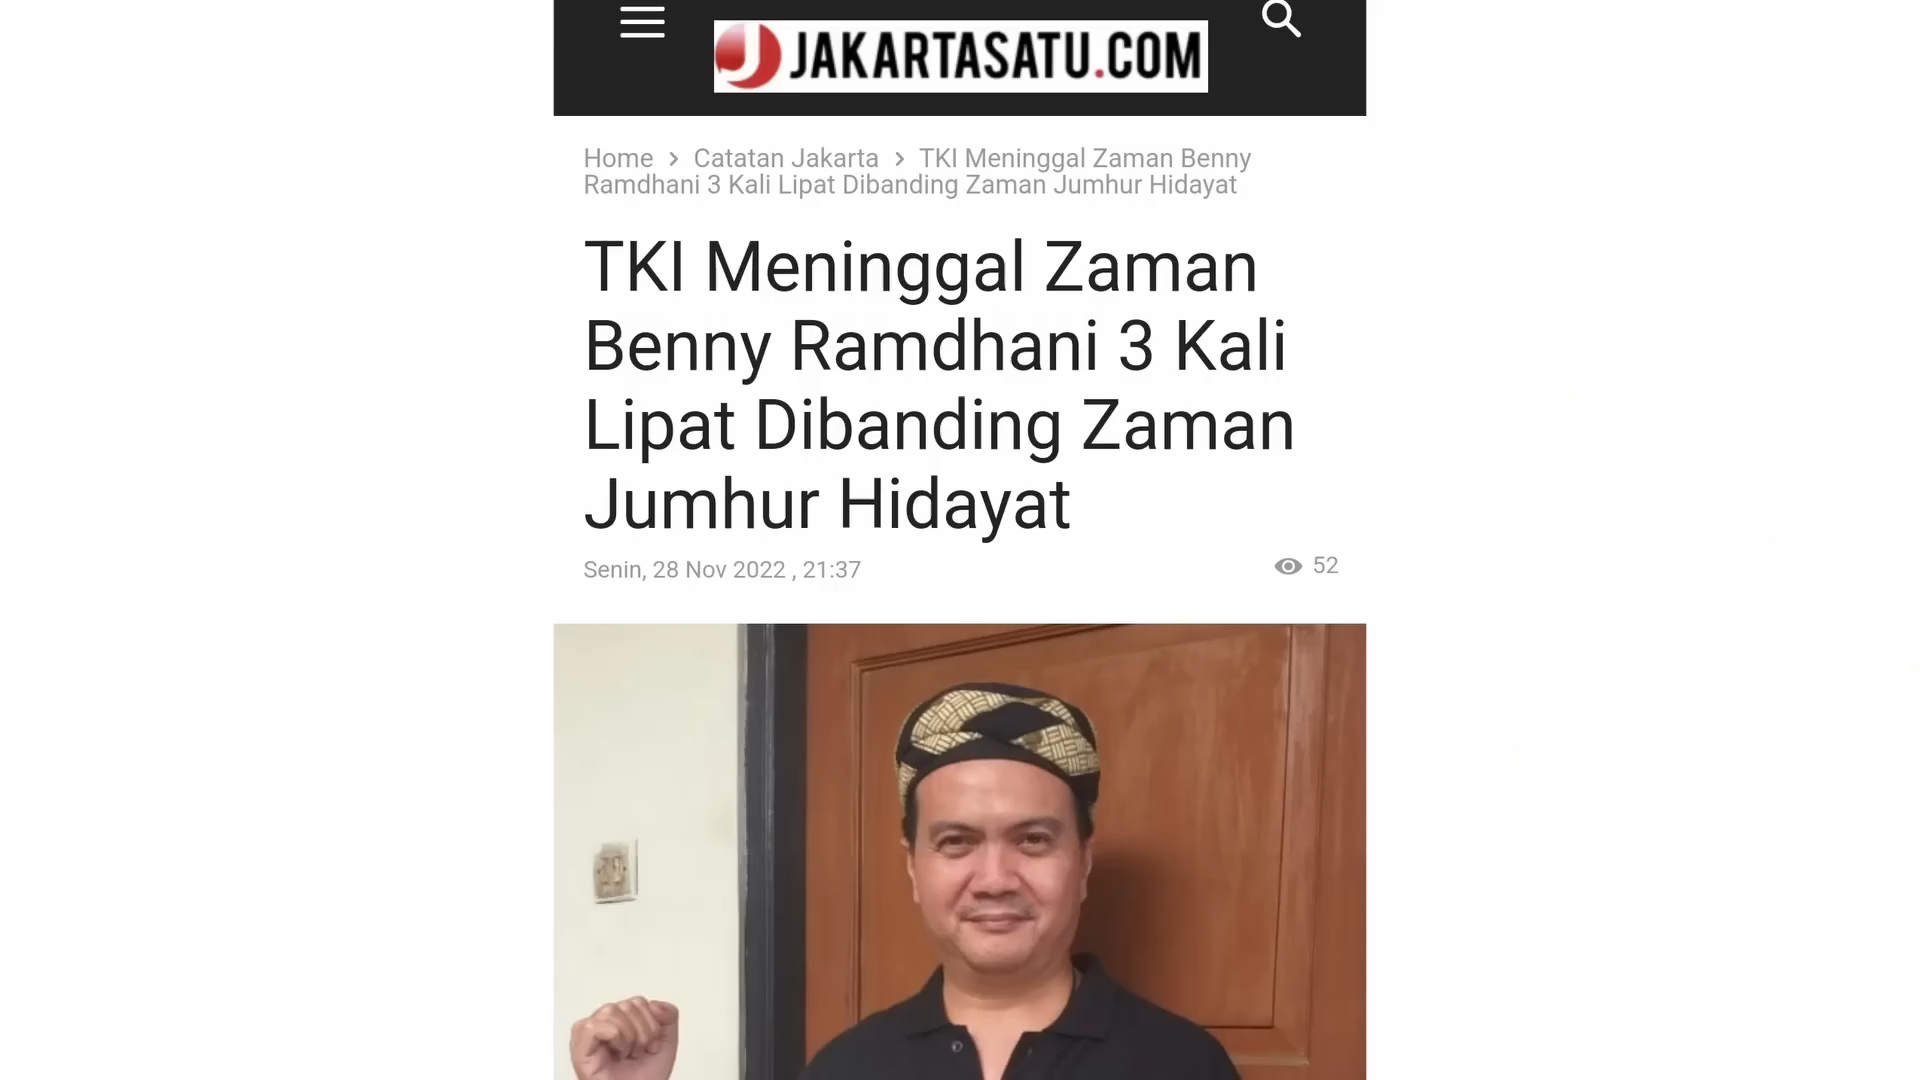 JAKARTASATU.COM
Home > Catatan Jakarta > TKI Meninggal Zaman Benny
Ramdhani 3 Kali Lipat Dibanding Zaman Jumhur Hidayat
TKI Meninggal Zaman
Benny Ramdhani 3 Kali
Lipat Dibanding Zaman
Jumhur Hidayat
Senin, 28 Nov 2022 , 21:37
52